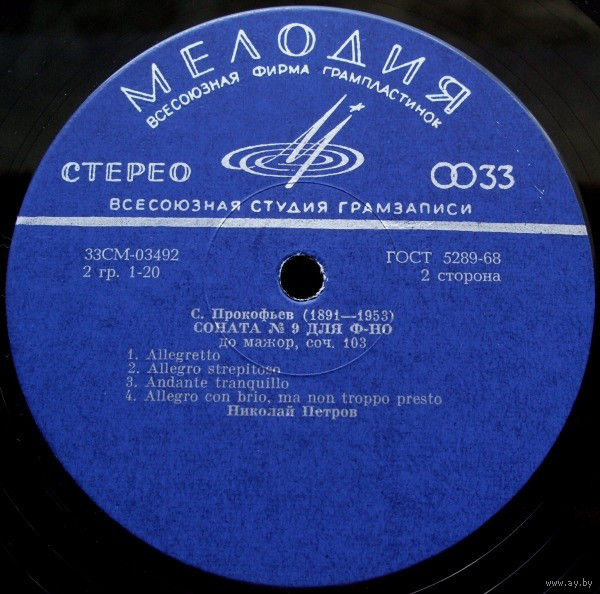 МЕЛОДИЯ
ВСЕСОЮЗНАЯ ФИРМА ГРАМПЛАСТИНОК
СТЕРЕО
33
ВСЕСОЮЗНАЯ СТУДИЯ ГРАМЗАПИСИ
33СМ-03492
2 гр. 1-20
ГОСТ 5289-68
2 сторона
С. Прокофьев (1891—1953)
СОНАТА № 9 ДЛЯ Ф-НО
до мажор, соч. 103
1. Allegretto
2. Allegro strepitoso
3. Andante tranquillo
4. Allegro con brio, ma non troppo presto
Николай Петров
www.ay.by